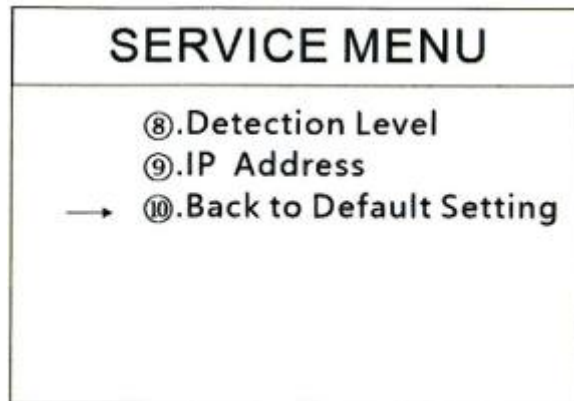 SERVICE MENU
⑧.Detection Level
⑨.IP Address
→ ⑩.Back to Default Setting